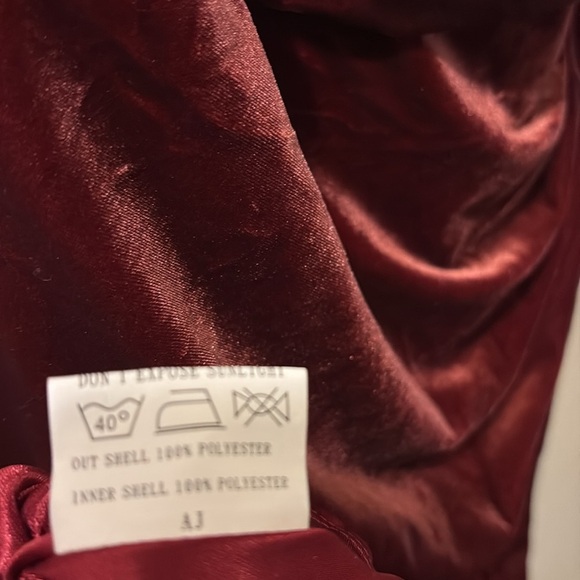 DON'T EXPOSE SUNLIGHT
40°
OUT SHELL 100% POLYESTER
INNER SHELL 100% POLYESTER
AJ